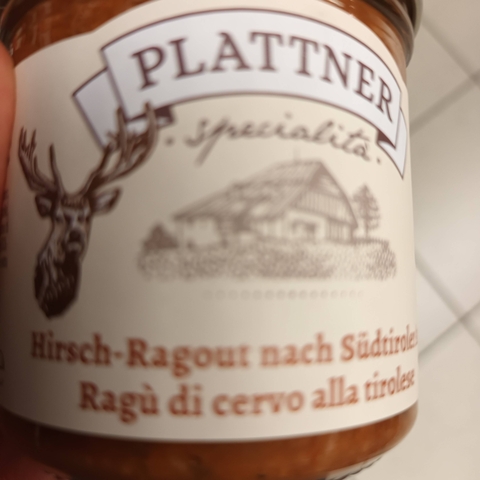 PLATTNER
. specialità .
Hirsch-Ragout nach Südtiroler
Ragù di cervo alla tirolese